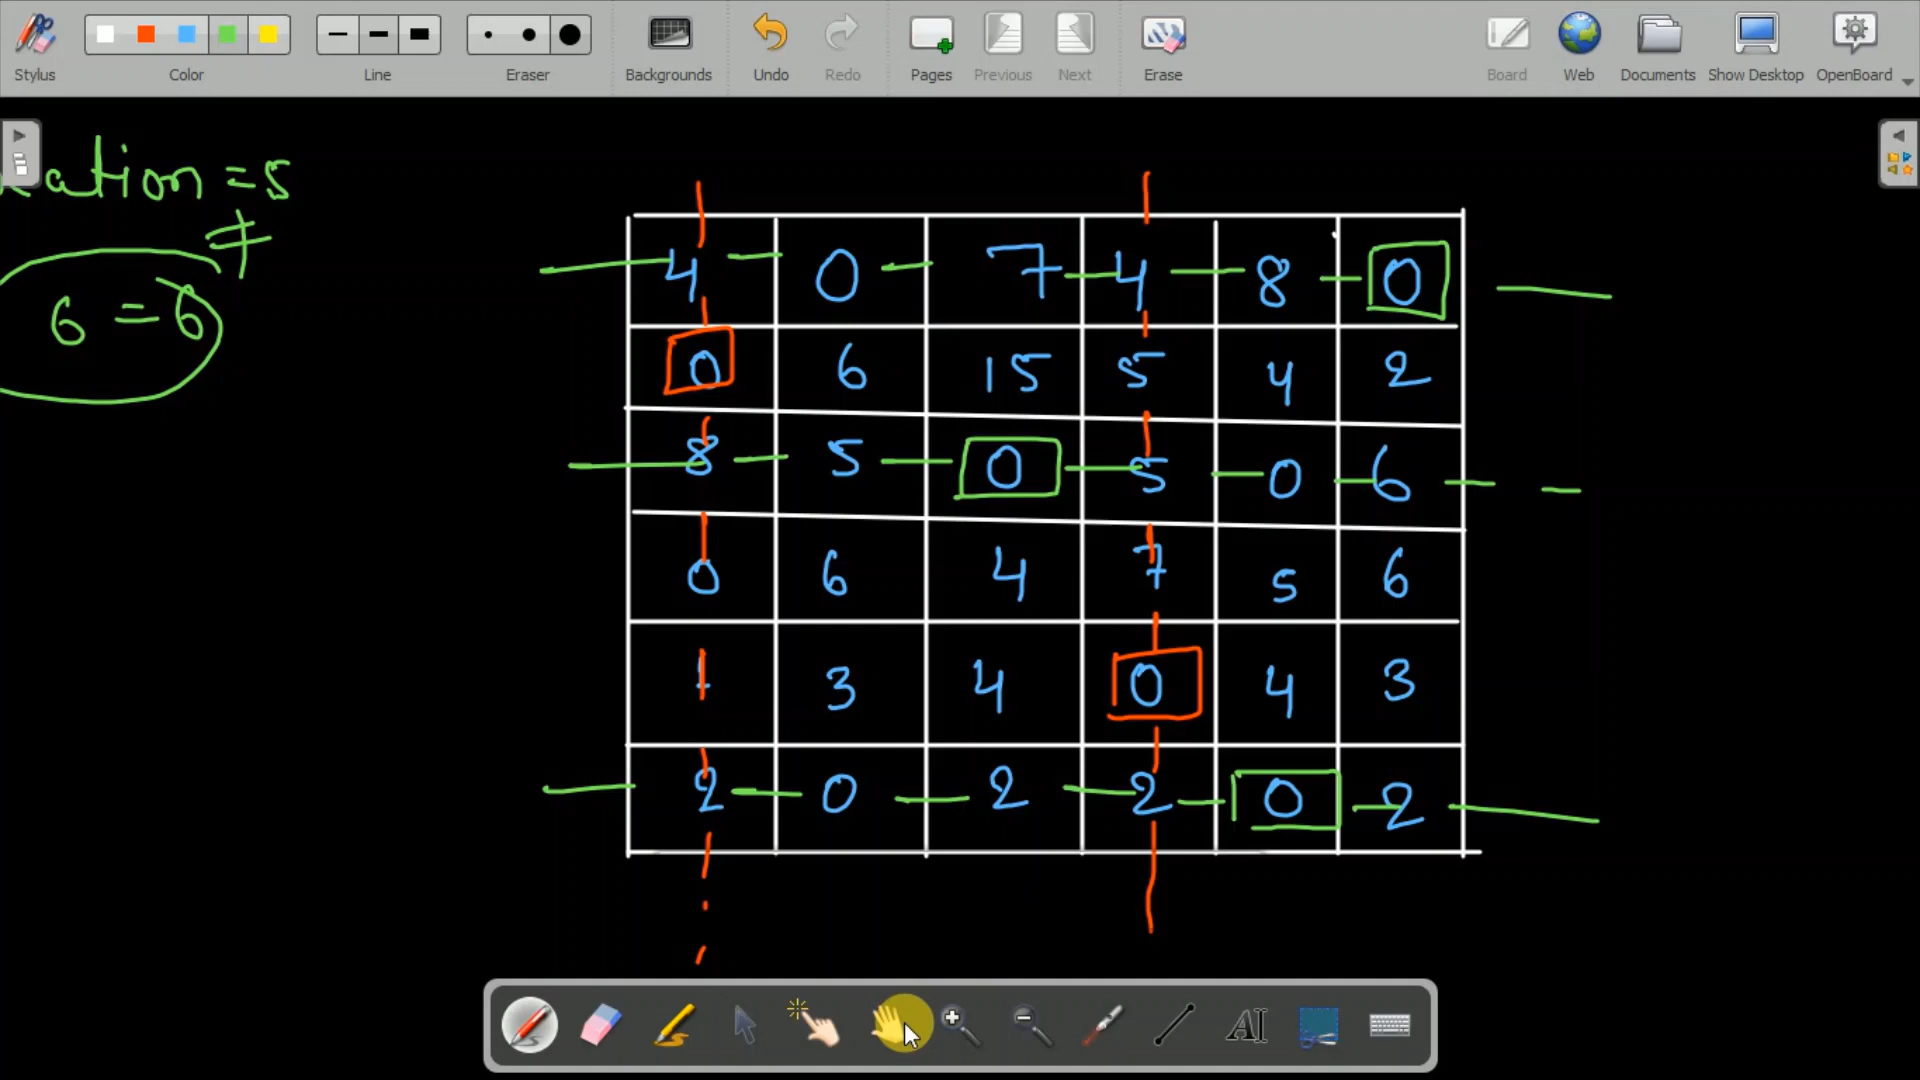 Stylus Color Line Eraser Backgrounds Undo Redo Pages Previous Next Erase Board Web Documents Show Desktop OpenBoard
ation = 5
≠
6 = 6
4 0 7 4 8 0
0 6 15 5 4 2
8 5 0 5 0 6
0 6 4 7 5 6
1 3 4 0 4 3
2 0 2 2 0 2
AI